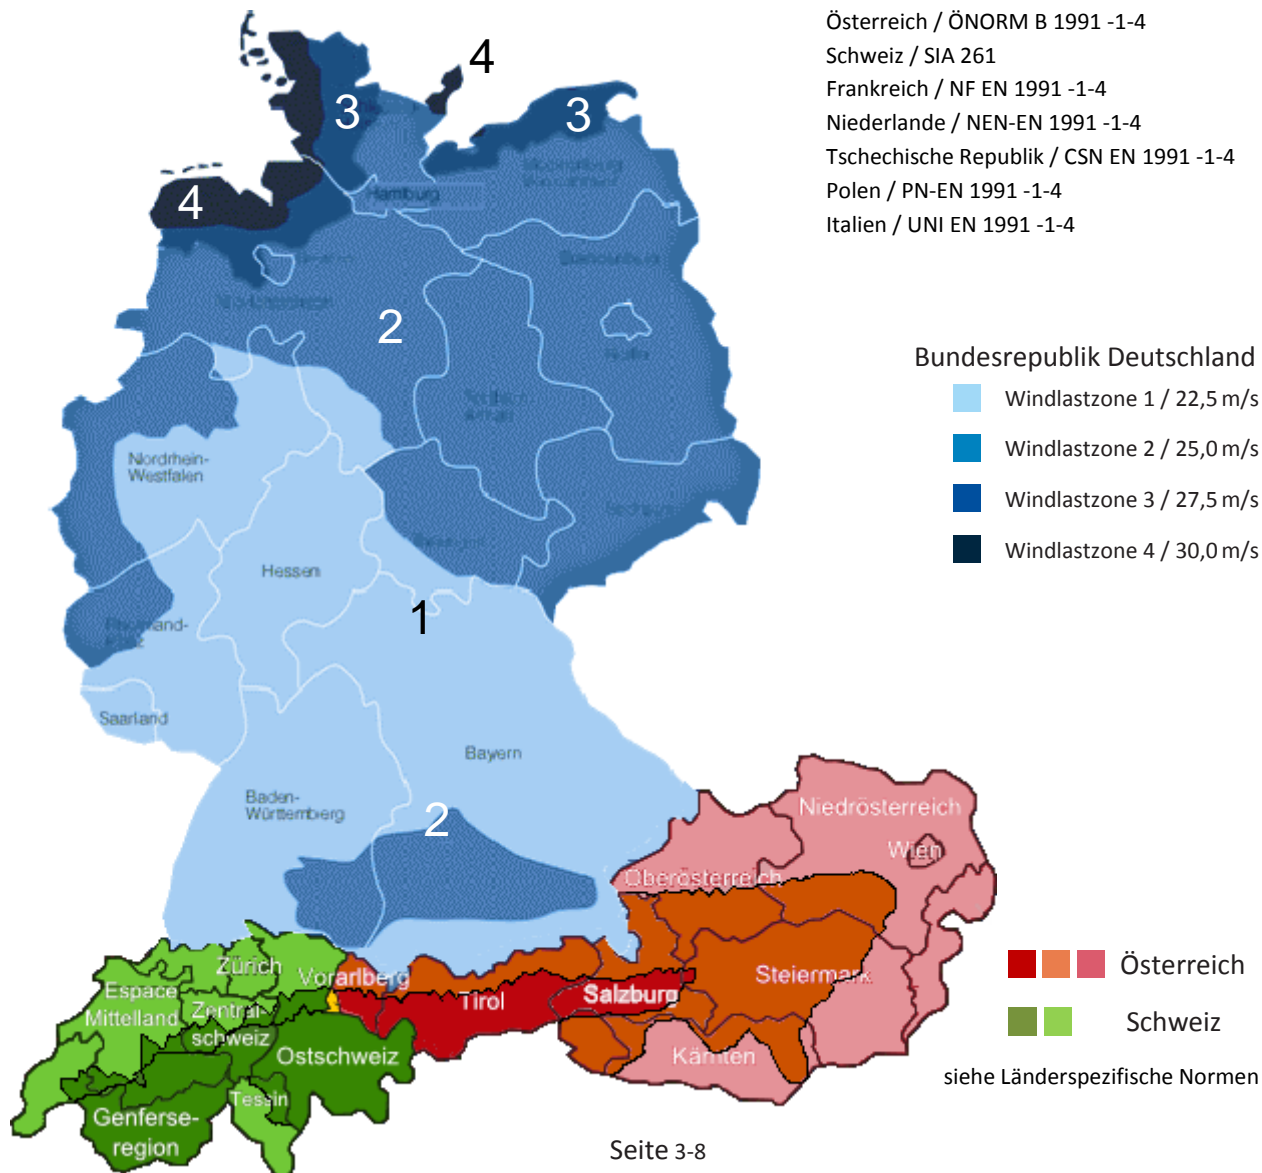 Österreich / ÖNORM B 1991 -1-4
Schweiz / SIA 261
Frankreich / NF EN 1991 -1-4
Niederlande / NEN-EN 1991 -1-4
Tschechische Republik / CSN EN 1991 -1-4
Polen / PN-EN 1991 -1-4
Italien / UNI EN 1991 -1-4
4
3
3
Hamburg
4
2
Bundesrepublik Deutschland
Windlastzone 1 / 22,5 m/s
Windlastzone 2 / 25,0 m/s
Windlastzone 3 / 27,5 m/s
Windlastzone 4 / 30,0 m/s
Nordrhein-
Westfalen
Hessen
1
Rheinland-
Pfalz
Saarland
Bayern
Baden-
Württemberg
2
Niedrösterreich
Wien
Oberösterreich
Zürich
Vorarlberg
Espace
Mittelland
Zentral-
schweiz
Tirol
Salzburg
Steiermark
Ostschweiz
Kärnten
Tessin
Genferse-
region
Österreich
Schweiz
siehe Länderspezifische Normen
Seite 3-8